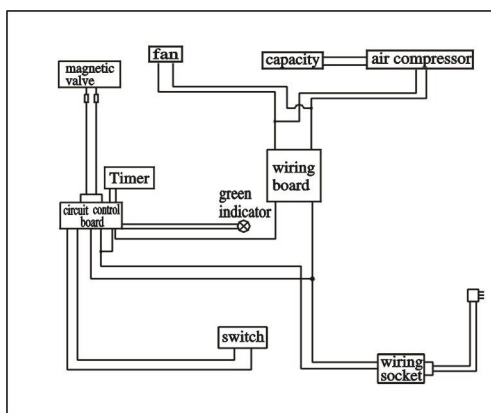 fan
capacity
air compressor
magnetic
valve
Timer
wiring
board
green
indicator
circuit control
board
switch
wiring
socket